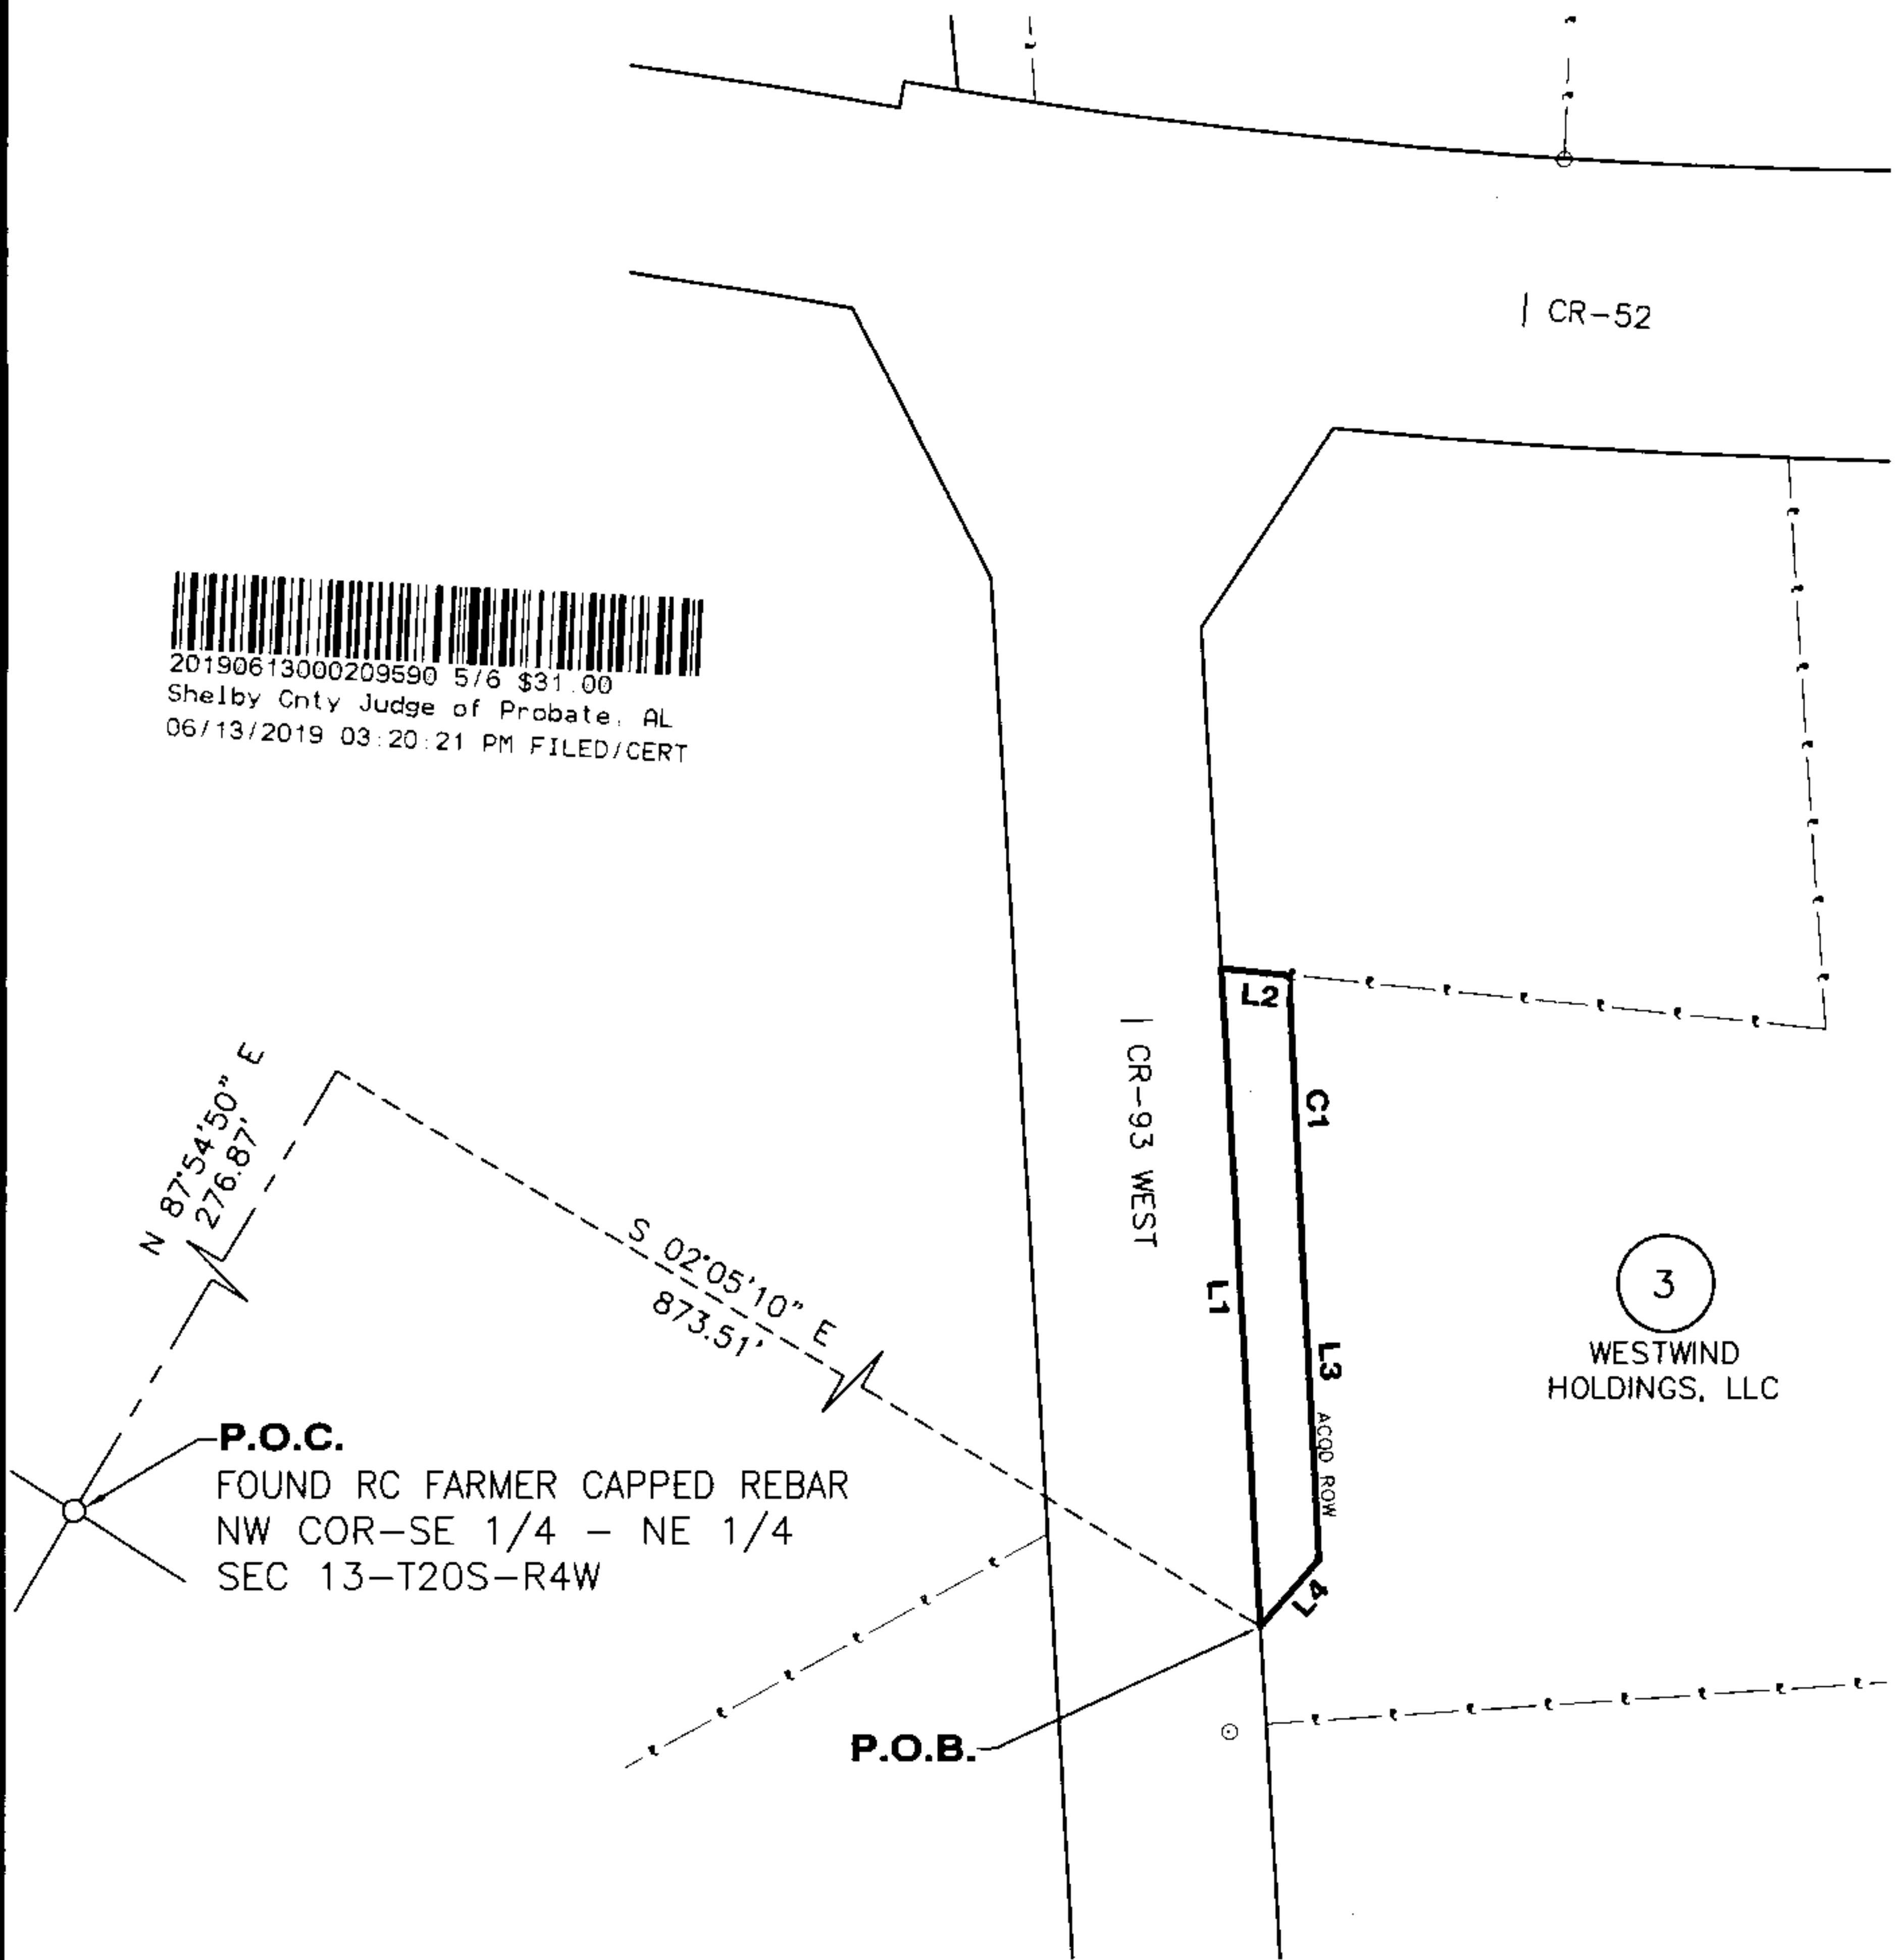 | CR-52
20190613000209590 5/6 $31.00
Shelby Cnty Judge of Probate, AL
06/13/2019 03:20:21 PM FILED/CERT
L2
C1
| CR-93 WEST
N 87°54'50" E
276.87'
S 02°05'10" E
873.51'
L1
L3
3
WESTWIND
HOLDINGS, LLC
ACQD ROW
P.O.C.
FOUND RC FARMER CAPPED REBAR
NW COR-SE 1/4 - NE 1/4
SEC 13-T20S-R4W
L4
P.O.B.